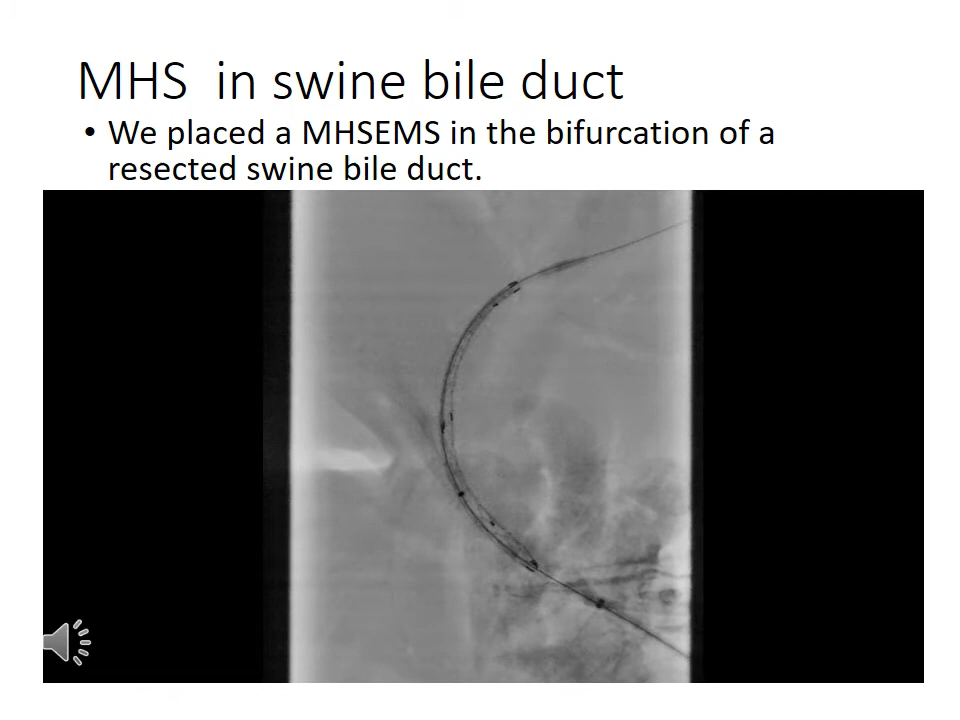 MHS in swine bile duct
• We placed a MHSEMS in the bifurcation of a
resected swine bile duct.